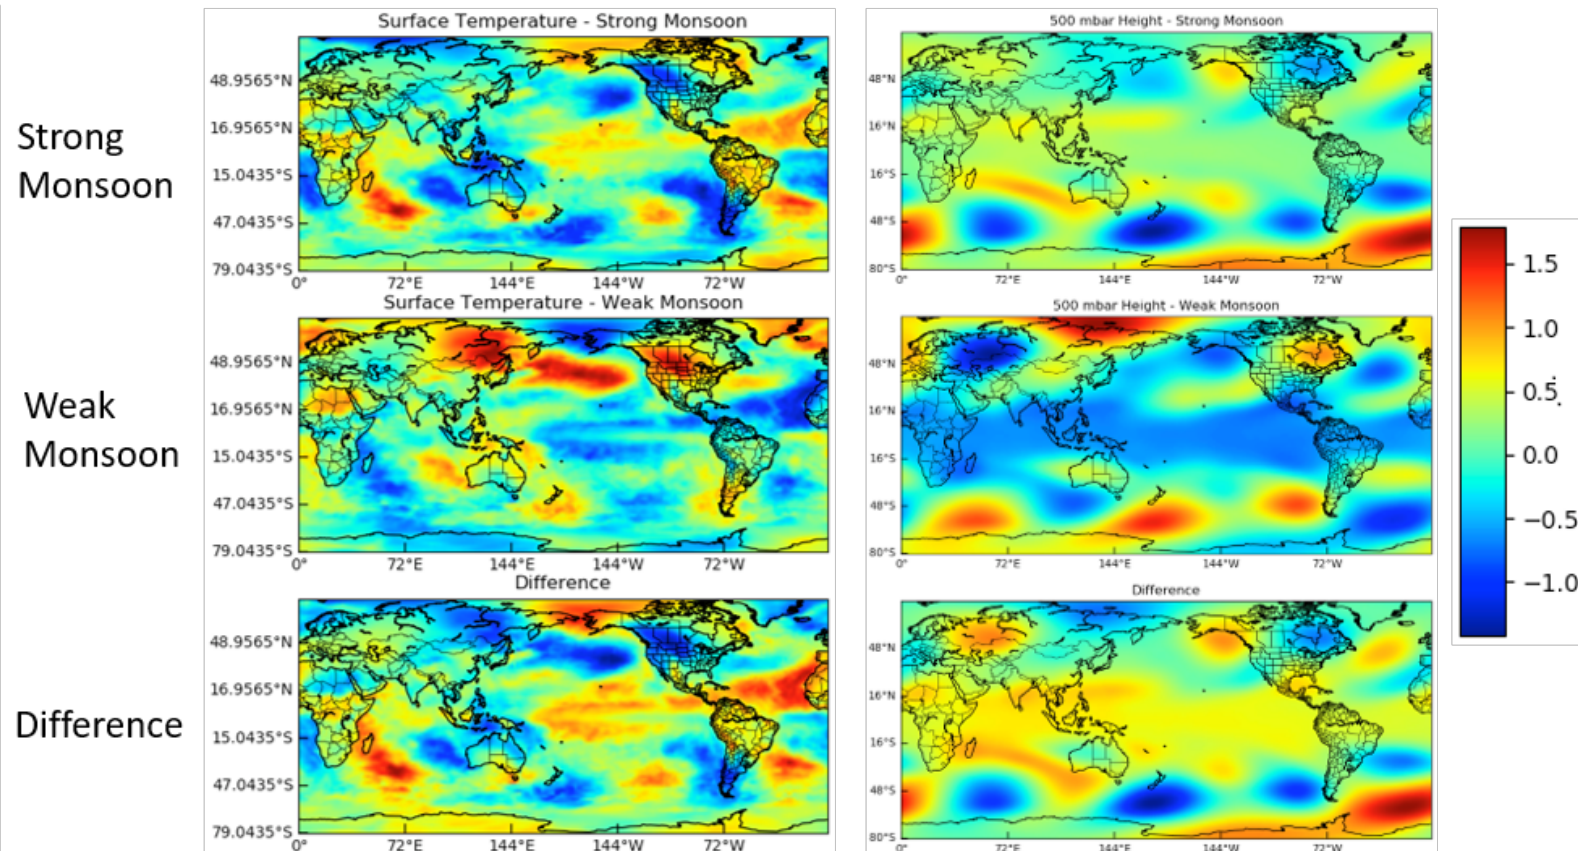 Surface Temperature - Strong Monsoon
500 mbar Height - Strong Monsoon
Strong
Monsoon
48.9565°N
16.9565°N
15.0435°S
47.0435°S
79.0435°S
0°
72°E
144°E
144°W
72°W
48°N
16°N
16°S
48°S
80°S
0°
72°E
144°E
144°W
72°W
Surface Temperature - Weak Monsoon
500 mbar Height - Weak Monsoon
Weak
Monsoon
48.9565°N
16.9565°N
15.0435°S
47.0435°S
79.0435°S
0°
72°E
144°E
144°W
72°W
48°N
16°N
16°S
48°S
80°S
0°
72°E
144°E
144°W
72°W
Difference
Difference
Difference
48.9565°N
16.9565°N
15.0435°S
47.0435°S
79.0435°S
0°
72°E
144°E
144°W
72°W
48°N
16°N
16°S
48°S
80°S
0°
72°E
144°E
144°W
72°W
1.5
1.0
0.5
0.0
−0.5
−1.0